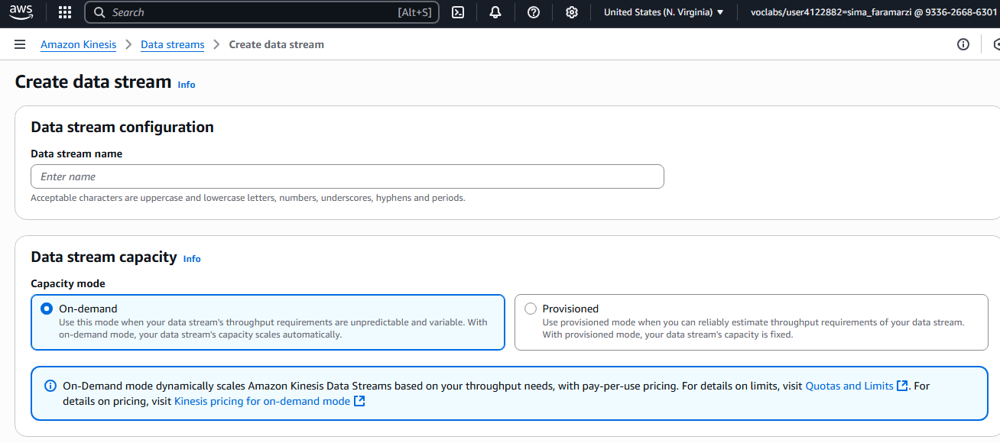 aws
Search [Alt+S] United States (N. Virginia) voclabs/user4122882=sima_faramarzi @ 9336-2668-6301
Amazon Kinesis Data streams Create data stream
Create data stream Info
Data stream configuration
Data stream name
Enter name
Acceptable characters are uppercase and lowercase letters, numbers, underscores, hyphens and periods.
Data stream capacity Info
Capacity mode
On-demand
Use this mode when your data stream's throughput requirements are unpredictable and variable. With
on-demand mode, your data stream's capacity scales automatically.
Provisioned
Use provisioned mode when you can reliably estimate throughput requirements of your data stream.
With provisioned mode, your data stream's capacity is fixed.
On-Demand mode dynamically scales Amazon Kinesis Data Streams based on your throughput needs, with pay-per-use pricing. For details on limits, visit Quotas and Limits. For
details on pricing, visit Kinesis pricing for on-demand mode